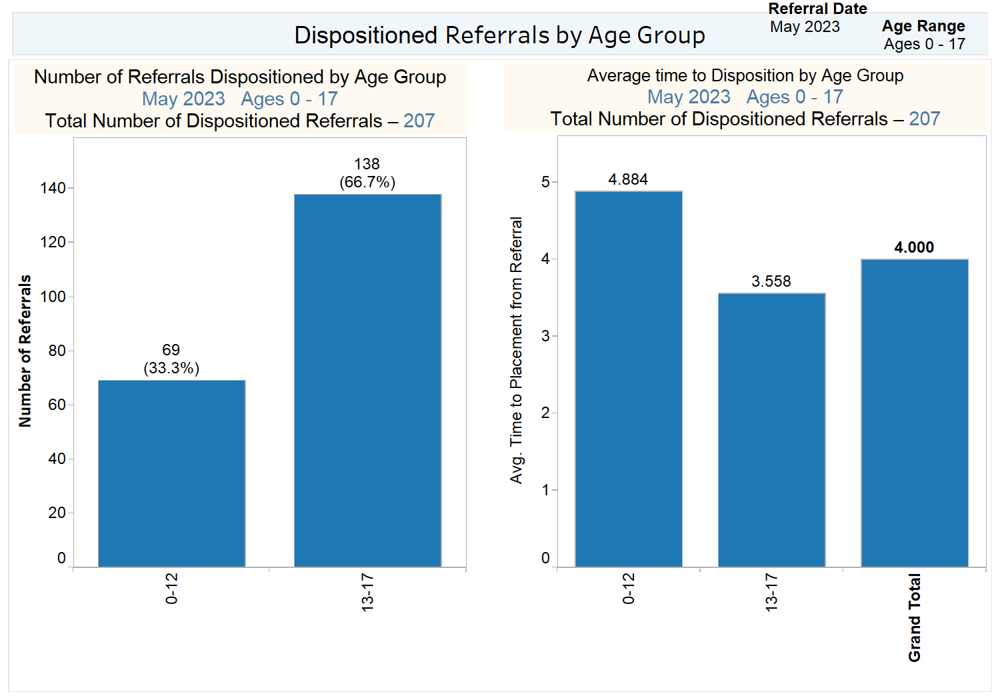 Referral Date
May 2023
Age Range
Ages 0 - 17
Dispositioned Referrals by Age Group
Number of Referrals Dispositioned by Age Group
May 2023 Ages 0 - 17
Total Number of Dispositioned Referrals – 207
Number of Referrals
140
120
100
80
60
40
20
0
69
(33.3%)
138
(66.7%)
0-12
13-17
Average time to Disposition by Age Group
May 2023 Ages 0 - 17
Total Number of Dispositioned Referrals – 207
Avg. Time to Placement from Referral
5
4
3
2
1
0
4.884
3.558
4.000
0-12
13-17
Grand Total